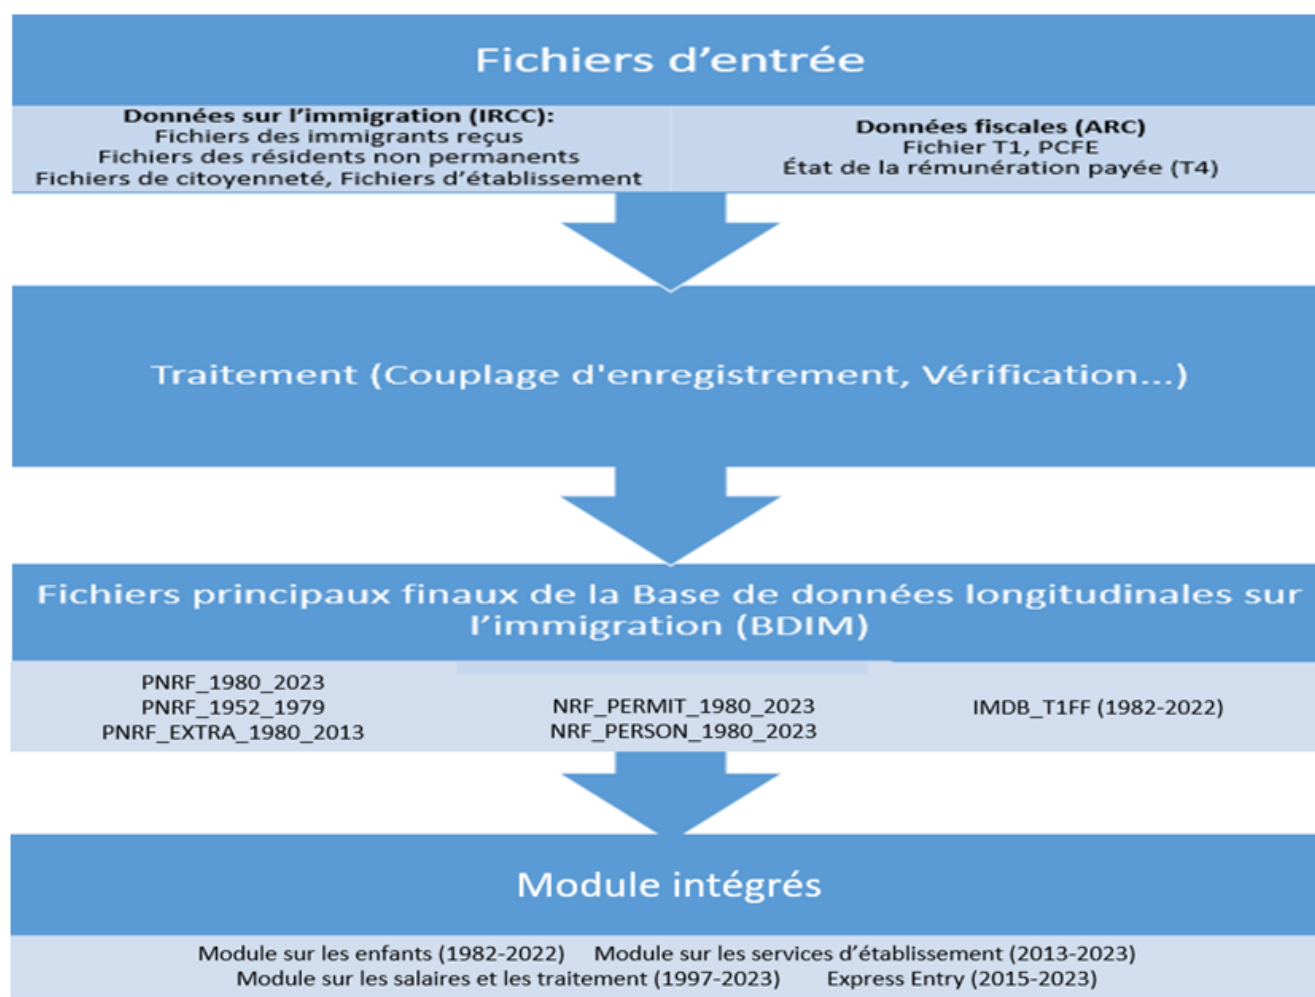 Fichiers d’entrée
Données sur l’immigration (IRCC):
Fichiers des immigrants reçus
Fichiers des résidents non permanents
Fichiers de citoyenneté, Fichiers d’établissement
Données fiscales (ARC)
Fichier T1, PCFE
État de la rémunération payée (T4)
Traitement (Couplage d'enregistrement, Vérification...)
Fichiers principaux finaux de la Base de données longitudinales sur
l’immigration (BDIM)
PNRF_1980_2023
PNRF_1952_1979
PNRF_EXTRA_1980_2013
NRF_PERMIT_1980_2023
NRF_PERSON_1980_2023
IMDB_T1FF (1982-2022)
Module intégrés
Module sur les enfants (1982-2022) Module sur les services d’établissement (2013-2023)
Module sur les salaires et les traitement (1997-2023) Express Entry (2015-2023)